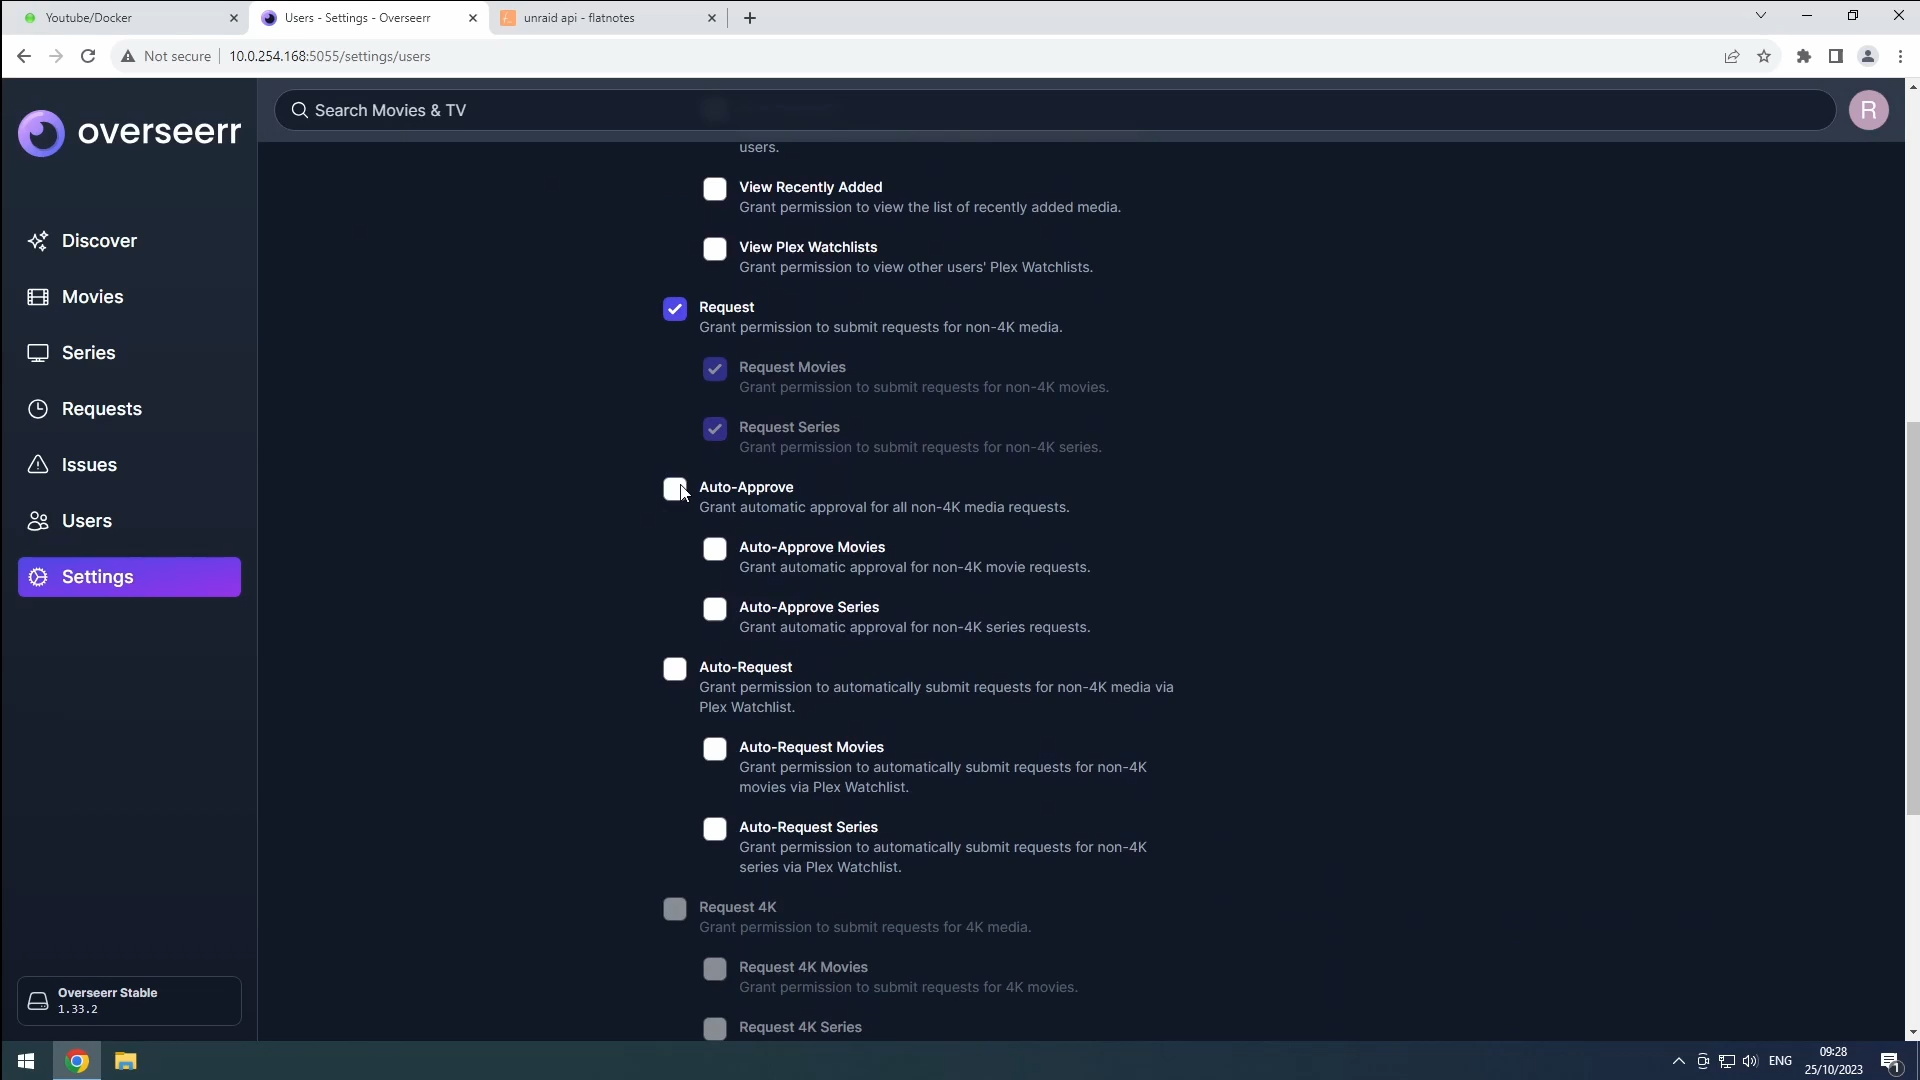 Youtube/Docker
Users - Settings - Overseerr
unraid api - flatnotes
Not secure
10.0.254.168:5055/settings/users
overseerr
Search Movies & TV
R
Discover
Movies
Series
Requests
Issues
Users
Settings
Overseerr Stable
1.33.2
users.
View Recently Added
Grant permission to view the list of recently added media.
View Plex Watchlists
Grant permission to view other users' Plex Watchlists.
Request
Grant permission to submit requests for non-4K media.
Request Movies
Grant permission to submit requests for non-4K movies.
Request Series
Grant permission to submit requests for non-4K series.
Auto-Approve
Grant automatic approval for all non-4K media requests.
Auto-Approve Movies
Grant automatic approval for non-4K movie requests.
Auto-Approve Series
Grant automatic approval for non-4K series requests.
Auto-Request
Grant permission to automatically submit requests for non-4K media via
Plex Watchlist.
Auto-Request Movies
Grant permission to automatically submit requests for non-4K
movies via Plex Watchlist.
Auto-Request Series
Grant permission to automatically submit requests for non-4K
series via Plex Watchlist.
Request 4K
Grant permission to submit requests for 4K media.
Request 4K Movies
Grant permission to submit requests for 4K movies.
Request 4K Series
ENG
09:28
25/10/2023
1